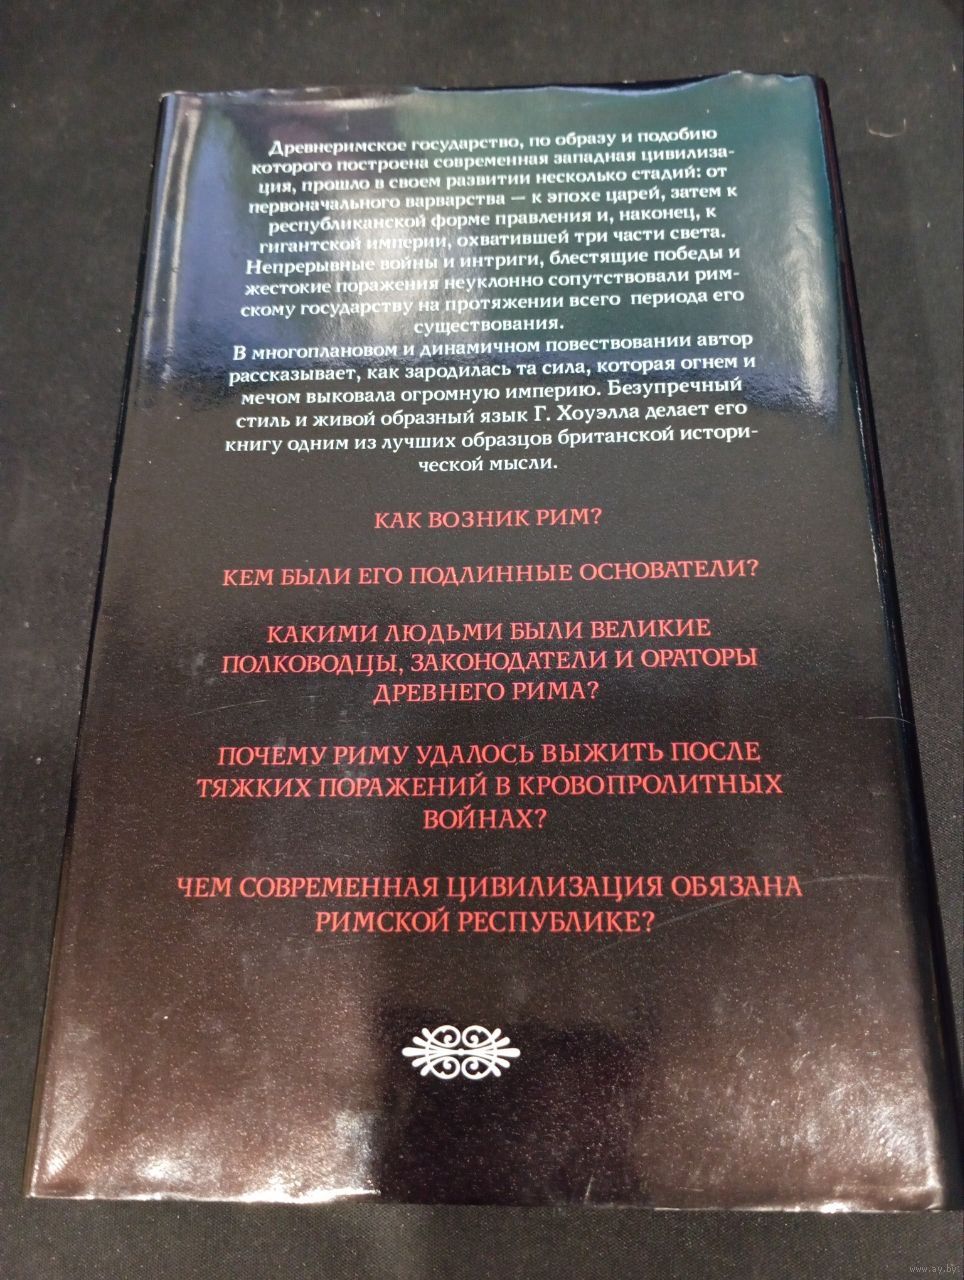 Древнеримское государство, по образу и подобию
которого построена современная западная цивилиза-
ция, прошло в своем развитии несколько стадий: от
первоначального варварства — к эпохе царей, затем к
республиканской форме правления и, наконец, к
гигантской империи, охватившей три части света.
Непрерывные войны и интриги, блестящие победы и
жестокие поражения неуклонно сопутствовали рим-
скому государству на протяжении всего периода его
существования.
В многоплановом и динамичном повествовании автор
рассказывает, как зародилась та сила, которая огнем и
мечом выковала огромную империю. Безупречный
стиль и живой образный язык Г. Хоуэлла делает его
книгу одним из лучших образцов британской истори-
ческой мысли.
КАК ВОЗНИК РИМ?
КЕМ БЫЛИ ЕГО ПОДЛИННЫЕ ОСНОВАТЕЛИ?
КАКИМИ ЛЮДЬМИ БЫЛИ ВЕЛИКИЕ
ПОЛКОВОДЦЫ, ЗАКОНОДАТЕЛИ И ОРАТОРЫ
ДРЕВНЕГО РИМА?
ПОЧЕМУ РИМУ УДАЛОСЬ ВЫЖИТЬ ПОСЛЕ
ТЯЖКИХ ПОРАЖЕНИЙ В КРОВОПРОЛИТНЫХ
ВОЙНАХ?
ЧЕМ СОВРЕМЕННАЯ ЦИВИЛИЗАЦИЯ ОБЯЗАНА
РИМСКОЙ РЕСПУБЛИКЕ?
www.ay.by